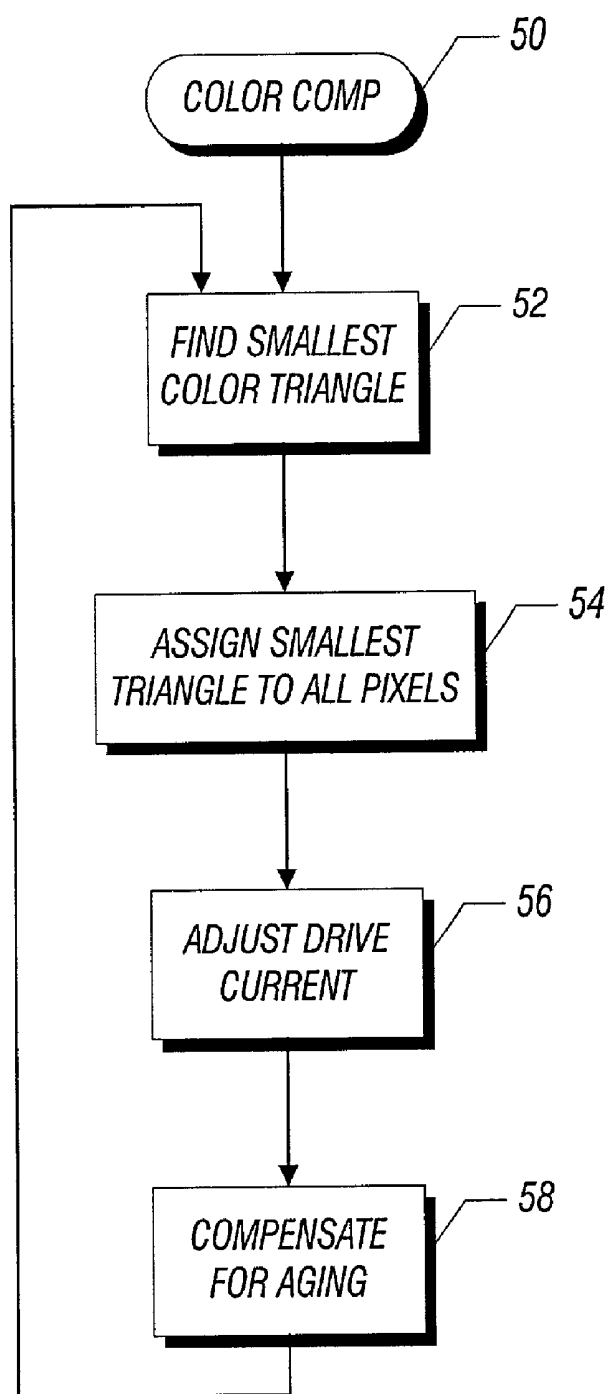 50
COLOR COMP
52
FIND SMALLEST
COLOR TRIANGLE
54
ASSIGN SMALLEST
TRIANGLE TO ALL PIXELS
56
ADJUST DRIVE
CURRENT
58
COMPENSATE
FOR AGING